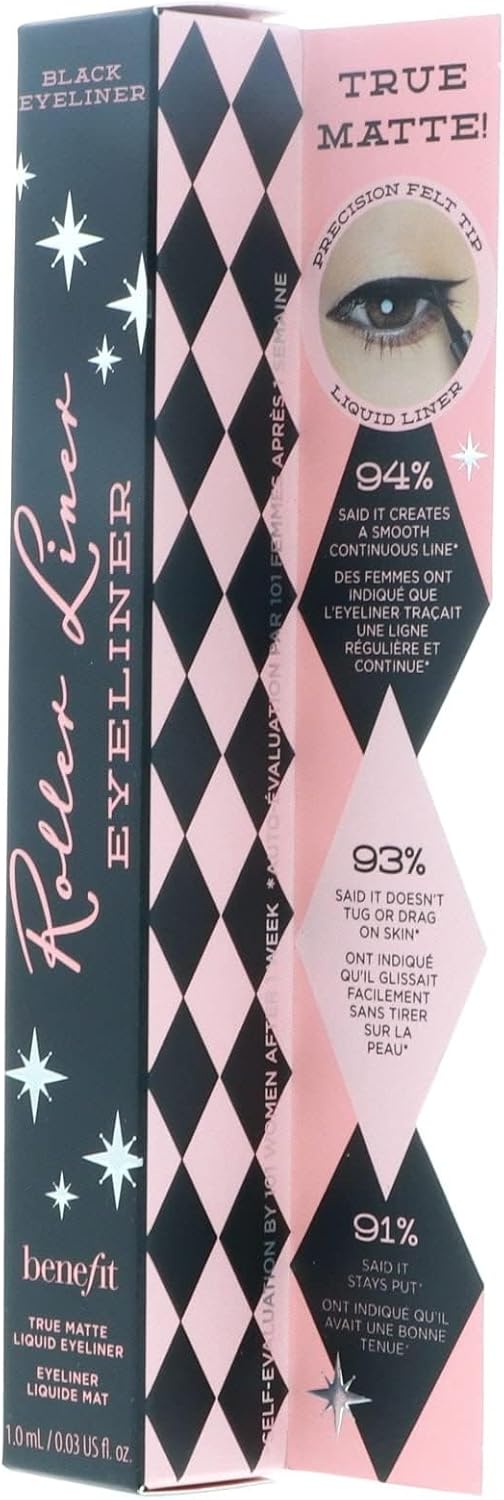 BLACK
EYELINER
Roller Liner
EYELINER
benefit
TRUE MATTE
LIQUID EYELINER
EYELINER
LIQUIDE MAT
1.0 mL / 0.03 US fl. oz.
SELF-EVALUATION BY 101 WOMEN AFTER 1 WEEK *AUTO-ÉVALUATION PAR 101 FEMMES APRÈS 1 SEMAINE
TRUE
MATTE!
PRECISION FELT TIP
LIQUID LINER
94%
SAID IT CREATES
A SMOOTH
CONTINUOUS LINE*
DES FEMMES ONT
INDIQUÉ QUE
L'EYELINER TRAÇAIT
UNE LIGNE
RÉGULIÈRE ET
CONTINUE*
93%
SAID IT DOESN'T
TUG OR DRAG
ON SKIN*
ONT INDIQUÉ
QU'IL GLISSAIT
FACILEMENT
SANS TIRER
SUR LA
PEAU*
91%
SAID IT
STAYS PUT*
ONT INDIQUÉ QU'IL
AVAIT UNE BONNE
TENUE*